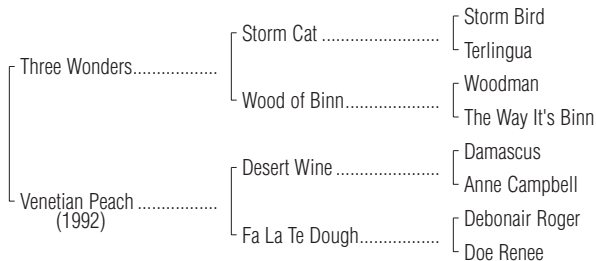 Storm Bird
Storm Cat ........................
Terlingua
Three Wonders.................
Woodman
Wood of Binn...................
The Way It's Binn
Damascus
Desert Wine .....................
Anne Campbell
Venetian Peach ................
(1992)
Debonair Roger
Fa La Te Dough................
Doe Renee